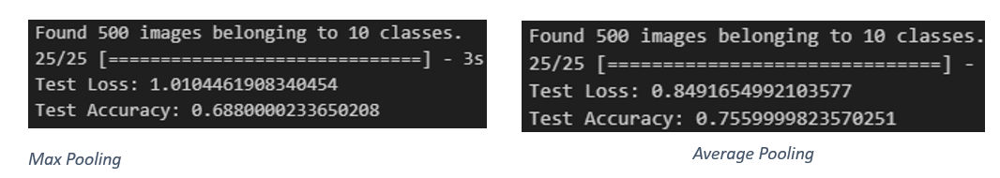 Found 500 images belonging to 10 classes.
25/25 [==============================] - 3s
Test Loss: 1.0104461908340454
Test Accuracy: 0.6880000233650208
Max Pooling
Found 500 images belonging to 10 classes.
25/25 [==============================] -
Test Loss: 0.8491654992103577
Test Accuracy: 0.7559999823570251
Average Pooling